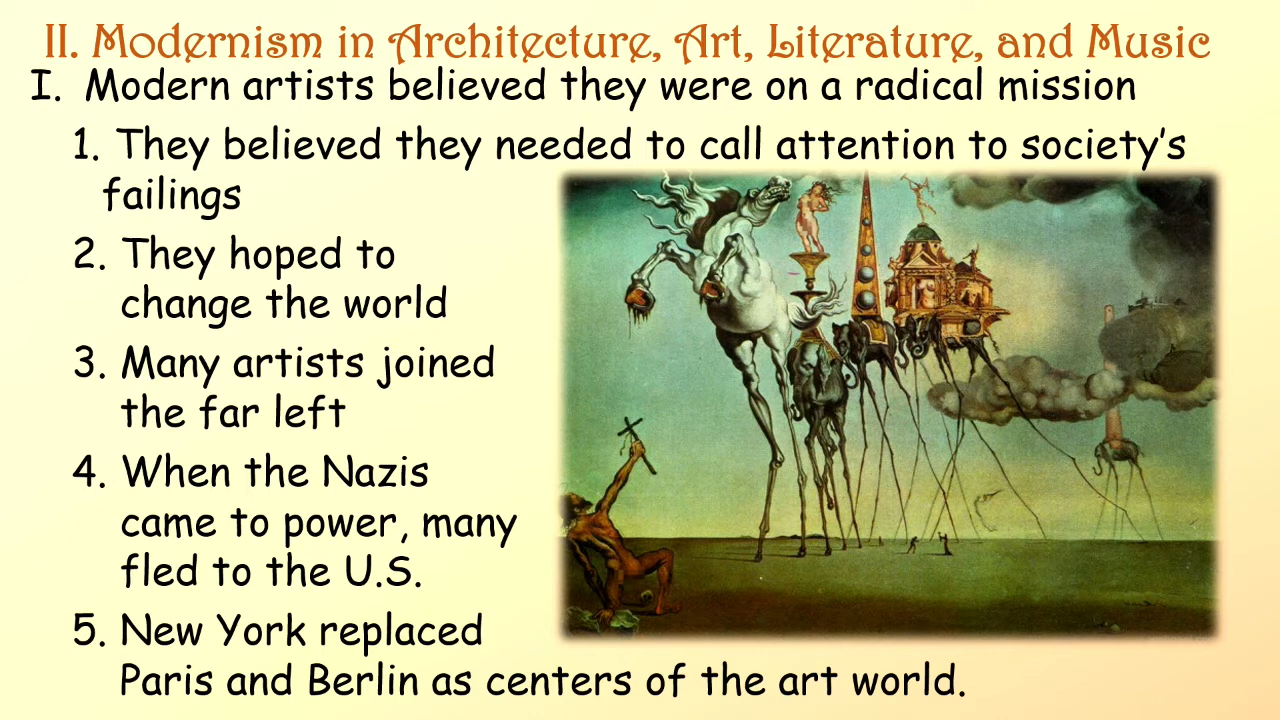 II. Modernism in Architecture, Art, Literature, and Music
I. Modern artists believed they were on a radical mission
1. They believed they needed to call attention to society’s
failings
2. They hoped to
change the world
3. Many artists joined
the far left
4. When the Nazis
came to power, many
fled to the U.S.
5. New York replaced
Paris and Berlin as centers of the art world.